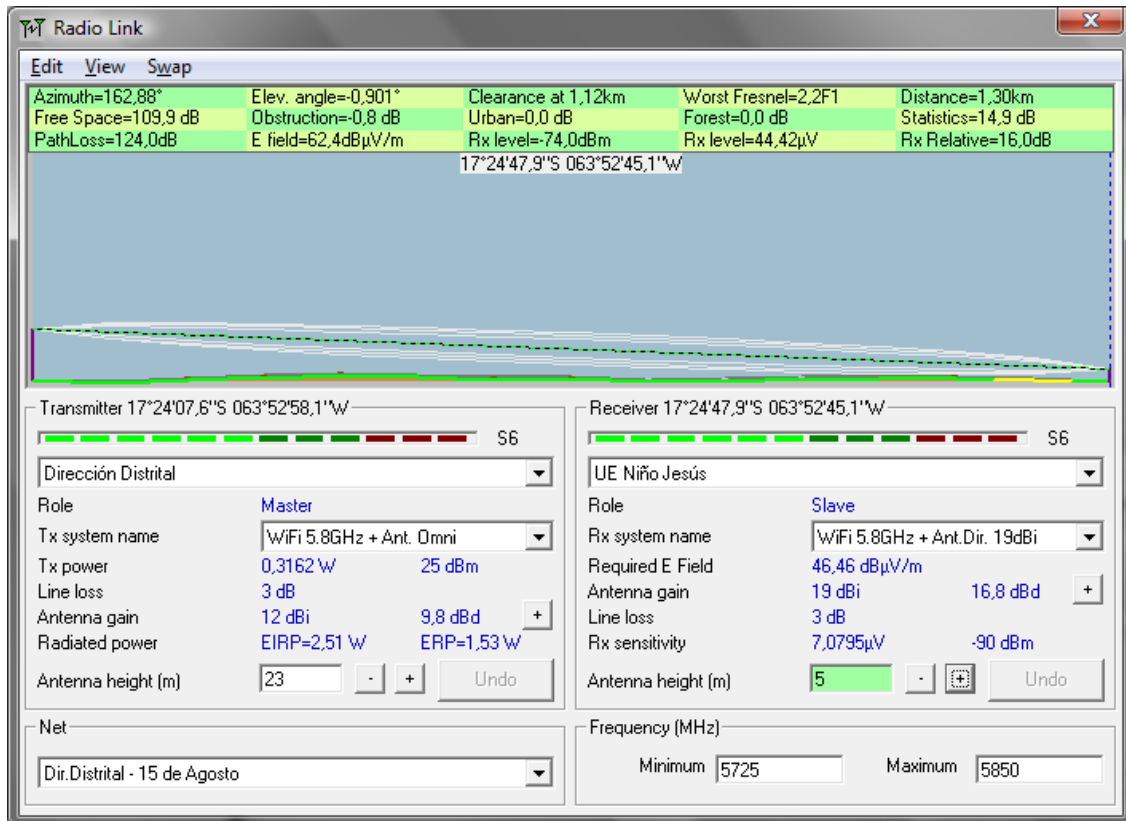 Radio Link
Edit View Swap
Azimuth=162,88° Elev. angle=-0,901° Clearance at 1,12km Worst Fresnel=2,2F1 Distance=1,30km
Free Space=109,9 dB Obstruction=-0,8 dB Urban=0,0 dB Forest=0,0 dB Statistics=14,9 dB
PathLoss=124,0dB E field=62,4dBµV/m Rx level=-74,0dBm Rx level=44,42µV Rx Relative=16,0dB
17°24'47,9"S 063°52'45,1"W
Transmitter 17°24'07,6"S 063°52'58,1"W
S6
Dirección Distrital
Role Master
Tx system name WiFi 5.8GHz + Ant. Omni
Tx power 0,3162 W 25 dBm
Line loss 3 dB
Antenna gain 12 dBi 9,8 dBd +
Radiated power EIRP=2,51 W ERP=1,53 W
Antenna height (m) 23 - + Undo
Net
Dir.Distrital - 15 de Agosto
Receiver 17°24'47,9"S 063°52'45,1"W
S6
UE Niño Jesús
Role Slave
Rx system name WiFi 5.8GHz + Ant.Dir. 19dBi
Required E Field 46,46 dBµV/m
Antenna gain 19 dBi 16,8 dBd +
Line loss 3 dB
Rx sensitivity 7,0795µV -90 dBm
Antenna height (m) 5 - + Undo
Frequency (MHz)
Minimum 5725 Maximum 5850